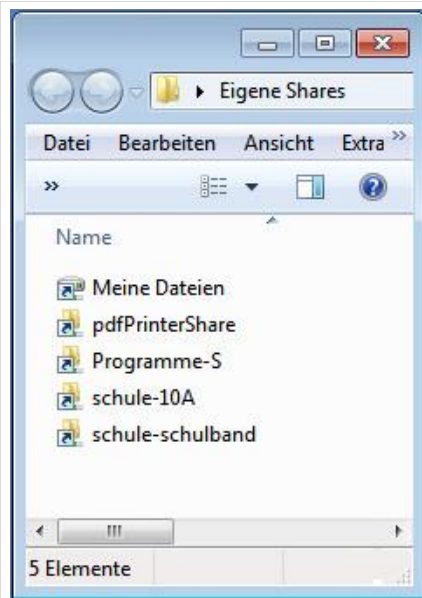 Eigene Shares
Datei Bearbeiten Ansicht Extra »
»
Name
Meine Dateien
pdfPrinterShare
Programme-S
schule-10A
schule-schulband
5 Elemente